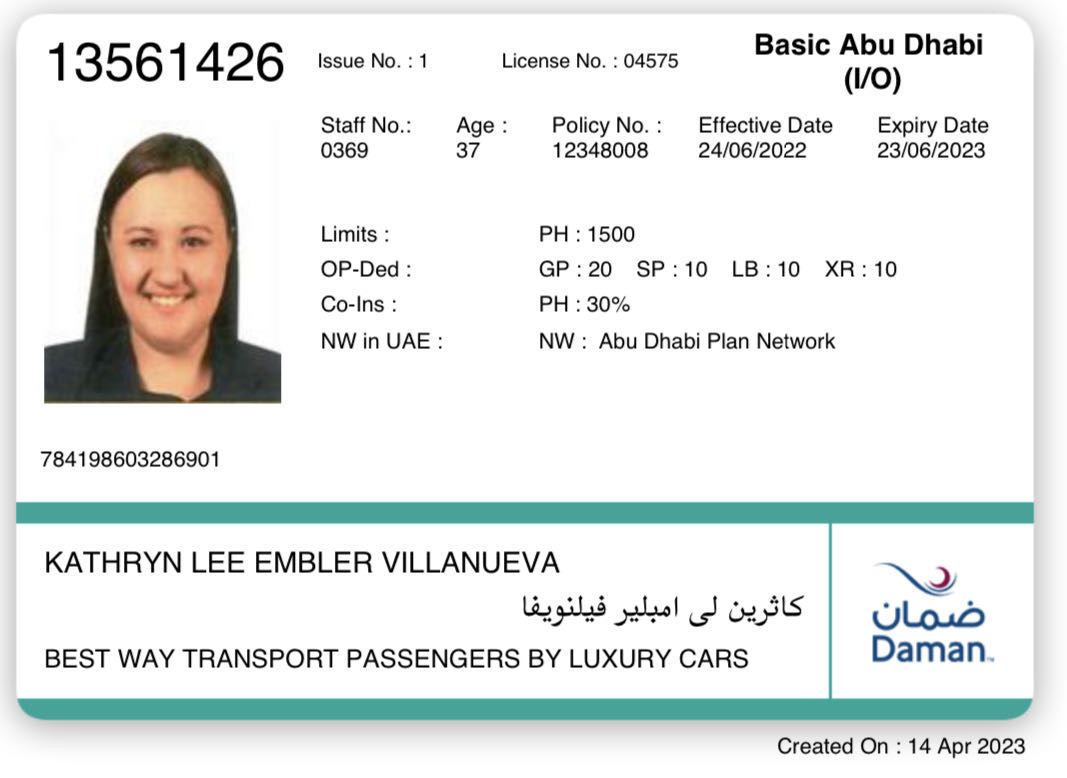 13561426 Issue No. : 1 License No. : 04575 Basic Abu Dhabi
(I/O)
Staff No.: Age : Policy No. : Effective Date Expiry Date
0369 37 12348008 24/06/2022 23/06/2023
Limits : PH : 1500
OP-Ded : GP : 20 SP : 10 LB : 10 XR : 10
Co-Ins : PH : 30%
NW in UAE : NW : Abu Dhabi Plan Network
784198603286901
KATHRYN LEE EMBLER VILLANUEVA
كاثرين لى امبلير فيلنويفا
BEST WAY TRANSPORT PASSENGERS BY LUXURY CARS
ضمان
Daman™
Created On : 14 Apr 2023